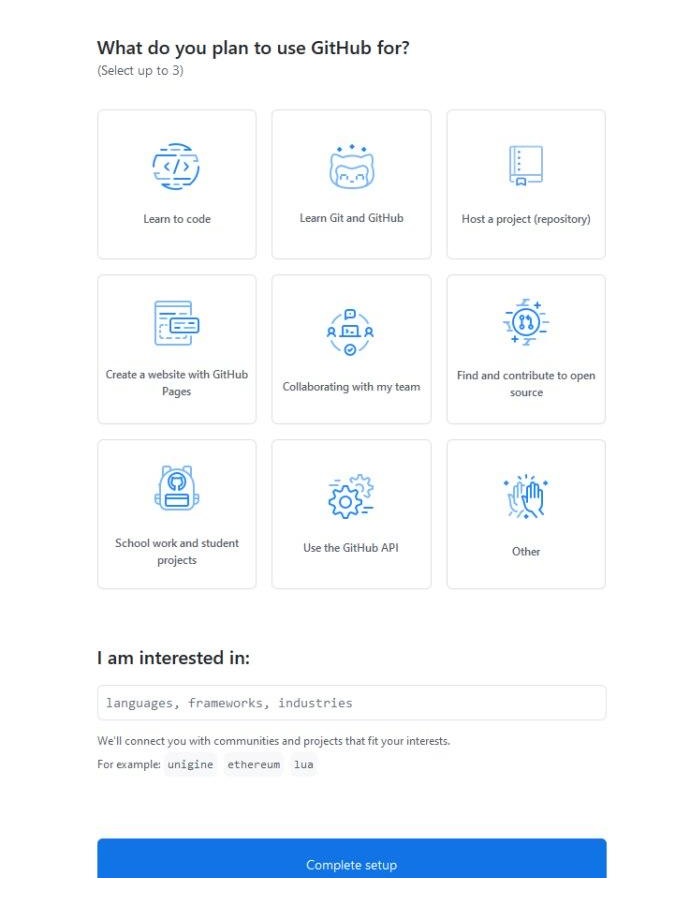 What do you plan to use GitHub for?
(Select up to 3)
Learn to code
Learn Git and GitHub
Host a project (repository)
Create a website with GitHub
Pages
Collaborating with my team
Find and contribute to open
source
School work and student
projects
Use the GitHub API
Other
I am interested in:
languages, frameworks, industries
We'll connect you with communities and projects that fit your interests.
For example: unigine ethereum lua
Complete setup